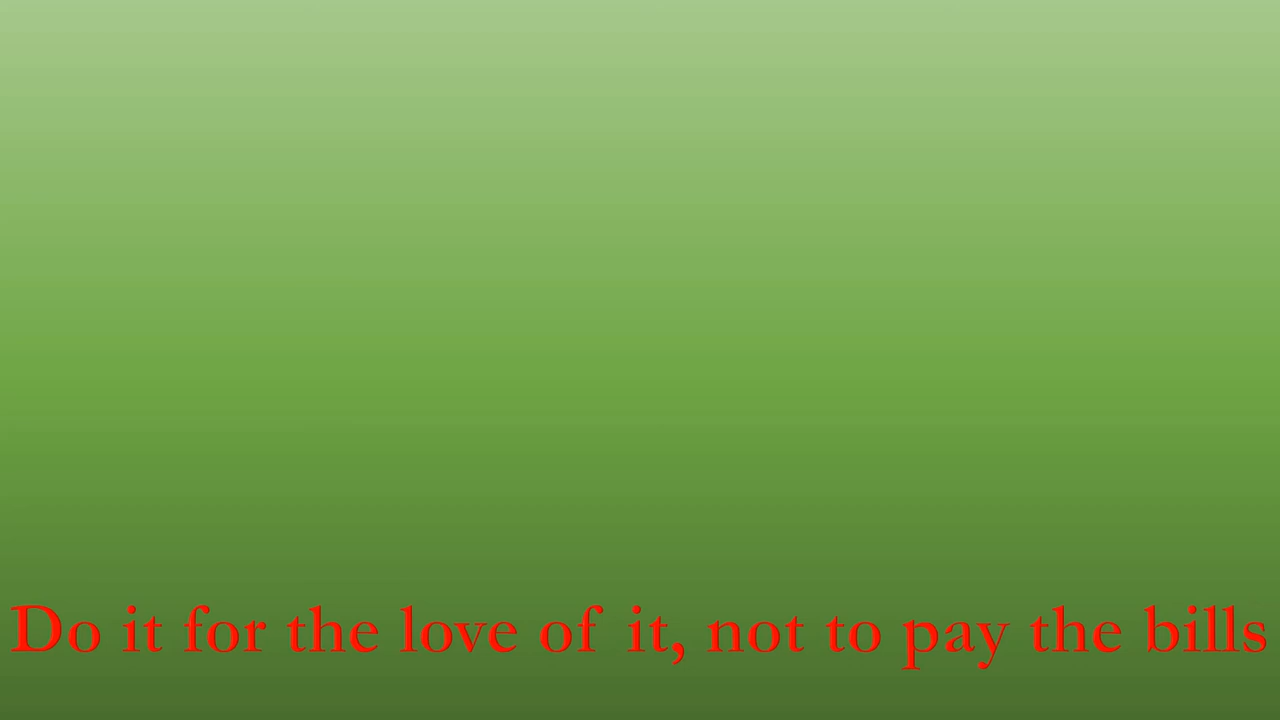 Do it for the love of it, not to pay the bills